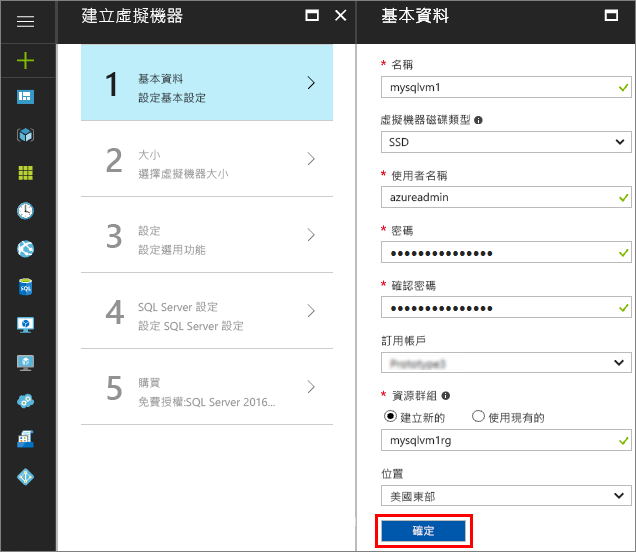 建立虛擬機器
1
基本資料
設定基本設定
2
大小
選擇虛擬機器大小
3
設定
設定選用功能
4
SQL Server 設定
設定 SQL Server 設定
5
購買
免費授權:SQL Server 2016...
SQL
基本資料
* 名稱
mysqlvm1
虛擬機器磁碟類型
SSD
* 使用者名稱
azureadmin
* 密碼
●●●●●●●●●●●●●●●
* 確認密碼
●●●●●●●●●●●●●●●
訂用帳戶
* 資源群組
建立新的 使用現有的
mysqlvm1rg
位置
美國東部
確定